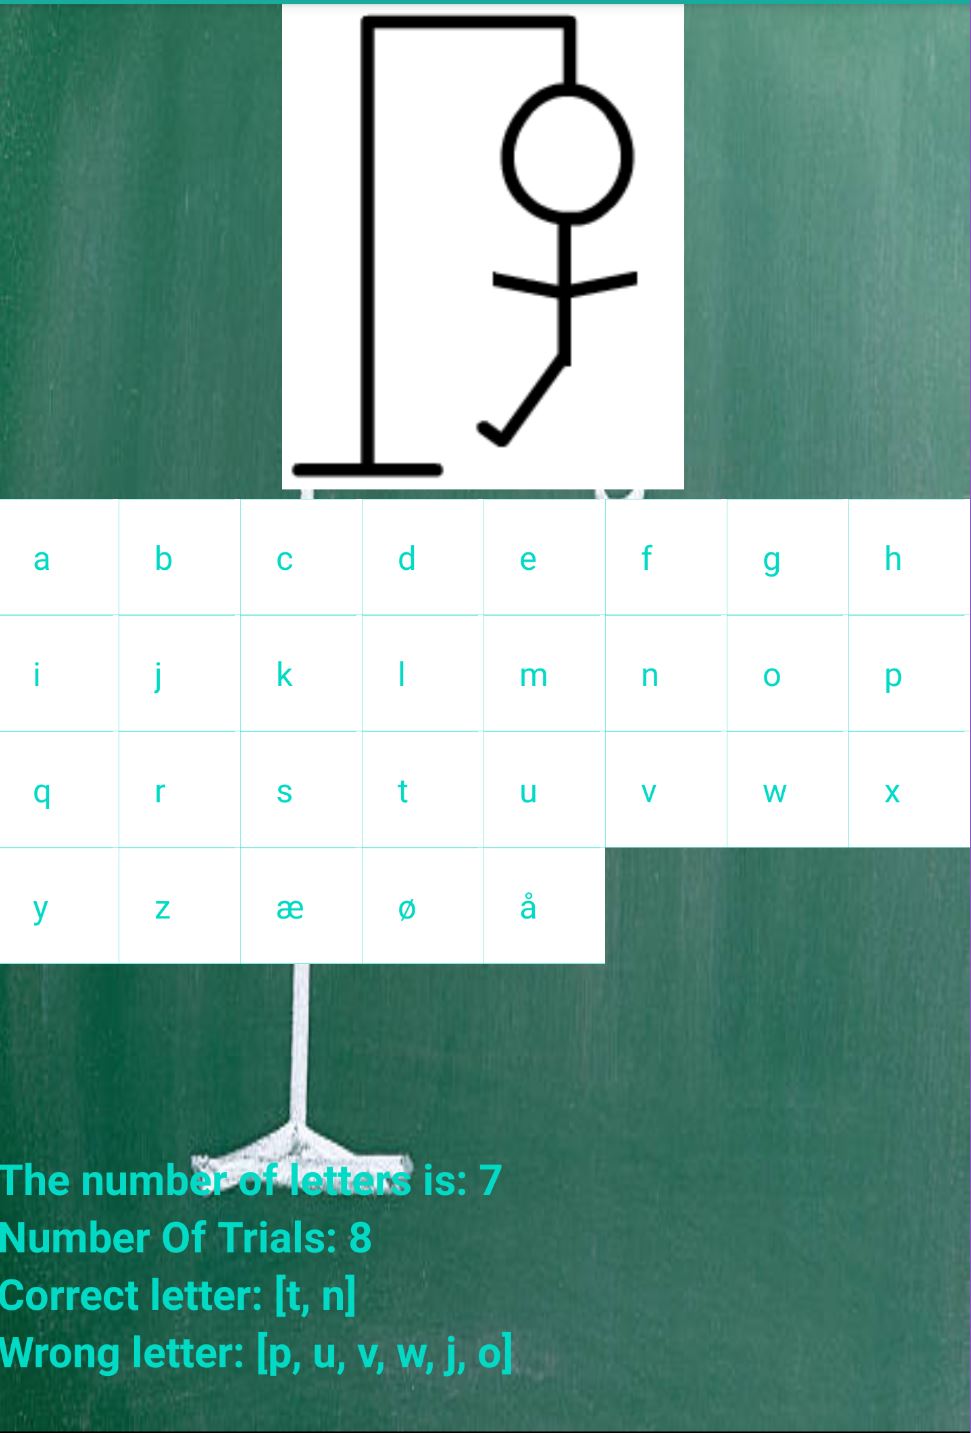 a b c d e f g h
i j k l m n o p
q r s t u v w x
y z æ ø å
The number of letters is: 7
Number Of Trials: 8
Correct letter: [t, n]
Wrong letter: [p, u, v, w, j, o]